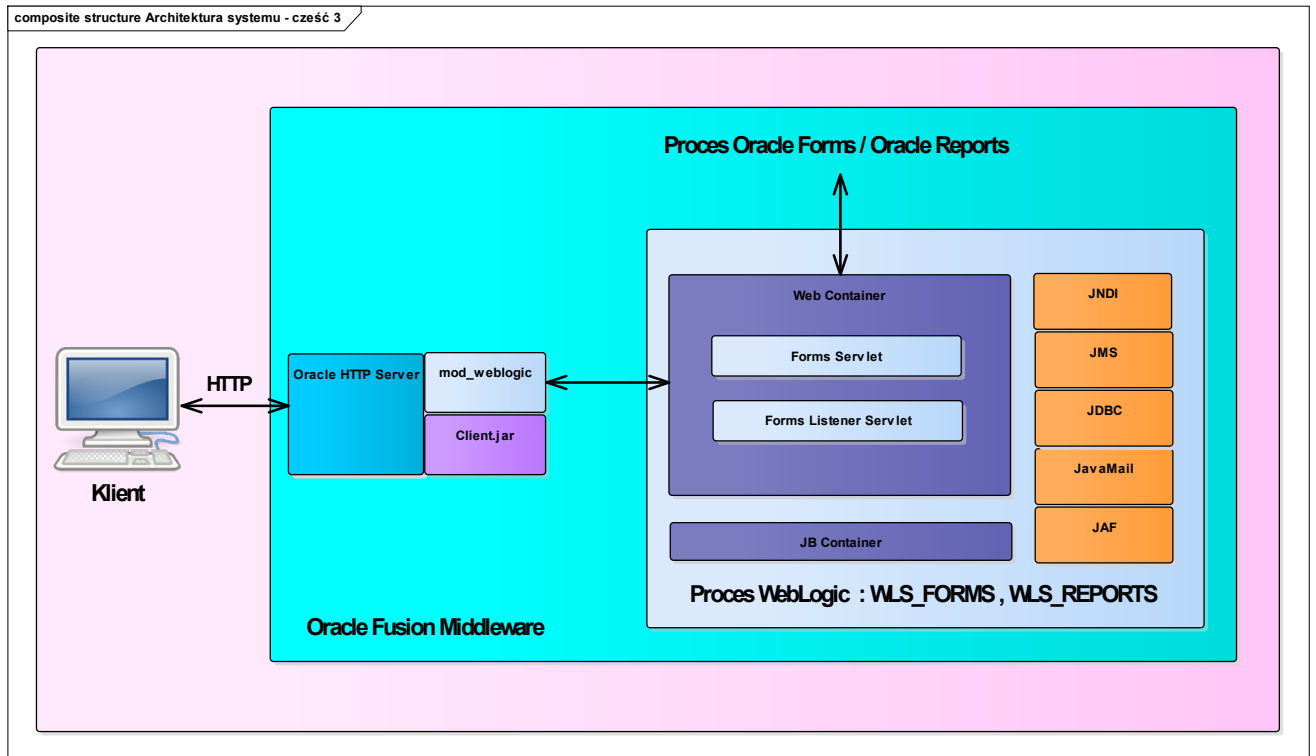 composite structure Architektura systemu - cześć 3
Proces Oracle Forms / Oracle Reports
Web Container
JNDI
Forms Servlet
JMS
Oracle HTTP Server
mod_weblogic
HTTP
JDBC
Forms Listener Servlet
Client.jar
JavaMail
Klient
JAF
JB Container
Proces WebLogic : WLS_FORMS , WLS_REPORTS
Oracle Fusion Middleware